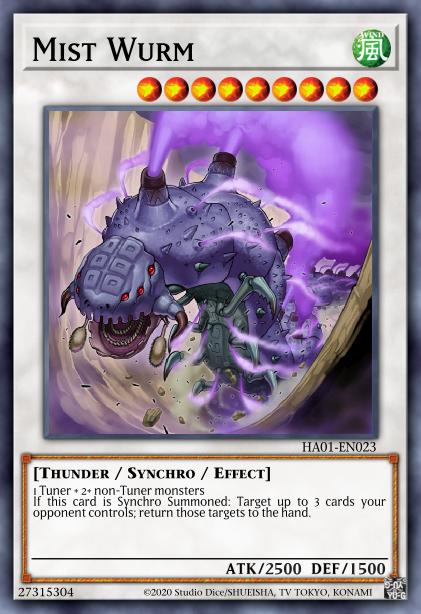 MIST WURM
WIND
風
HA01-EN023
[THUNDER / SYNCHRO / EFFECT]
1 Tuner + 2+ non-Tuner monsters
If this card is Synchro Summoned: Target up to 3 cards your
opponent controls; return those targets to the hand.
ATK/2500 DEF/1500
27315304
©2020 Studio Dice/SHUEISHA, TV TOKYO, KONAMI